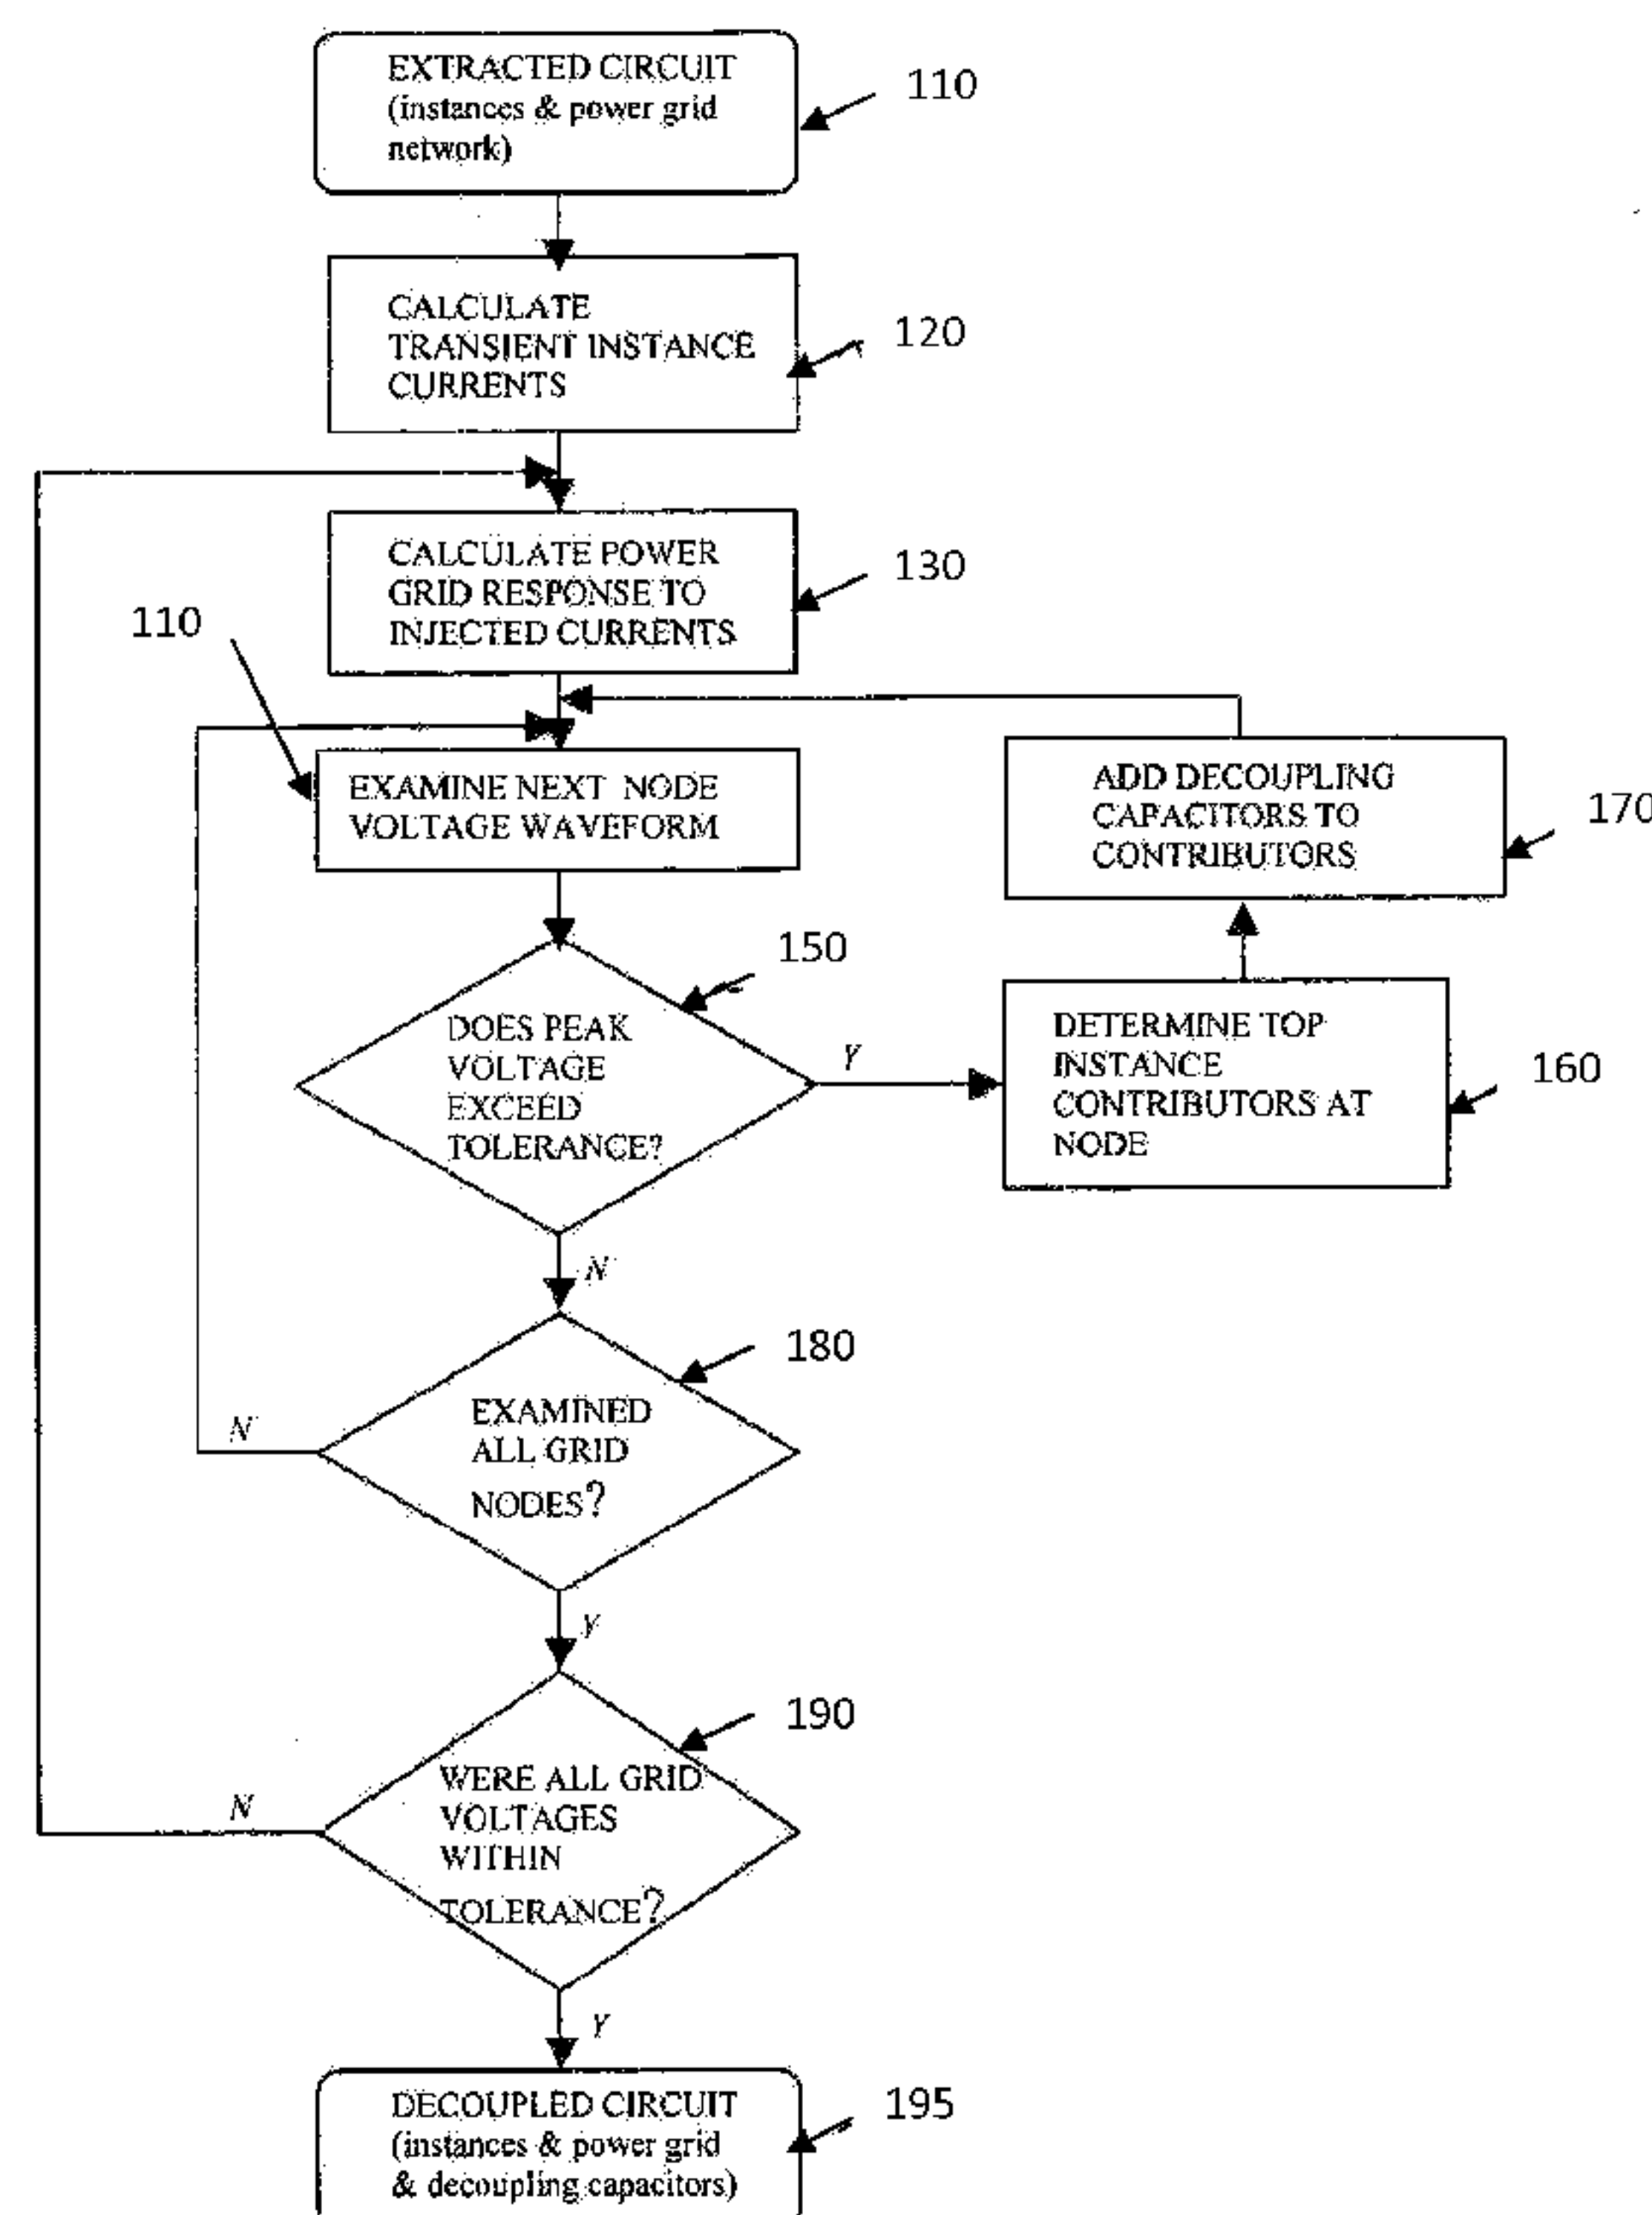 EXTRACTED CIRCUIT
(instances & power grid
network)
110
CALCULATE
TRANSIENT INSTANCE
CURRENTS
120
CALCULATE POWER
GRID RESPONSE TO
INJECTED CURRENTS
130
110
EXAMINE NEXT NODE
VOLTAGE WAVEFORM
ADD DECOUPLING
CAPACITORS TO
CONTRIBUTORS
170
150
DOES PEAK
VOLTAGE
EXCEED
TOLERANCE?
Y
DETERMINE TOP
INSTANCE
CONTRIBUTORS AT
NODE
160
N
180
EXAMINED
ALL GRID
NODES?
N
Y
190
WERE ALL GRID
VOLTAGES
WITHIN
TOLERANCE?
N
Y
DECOUPLED CIRCUIT
(instances & power grid
& decoupling capacitors)
195